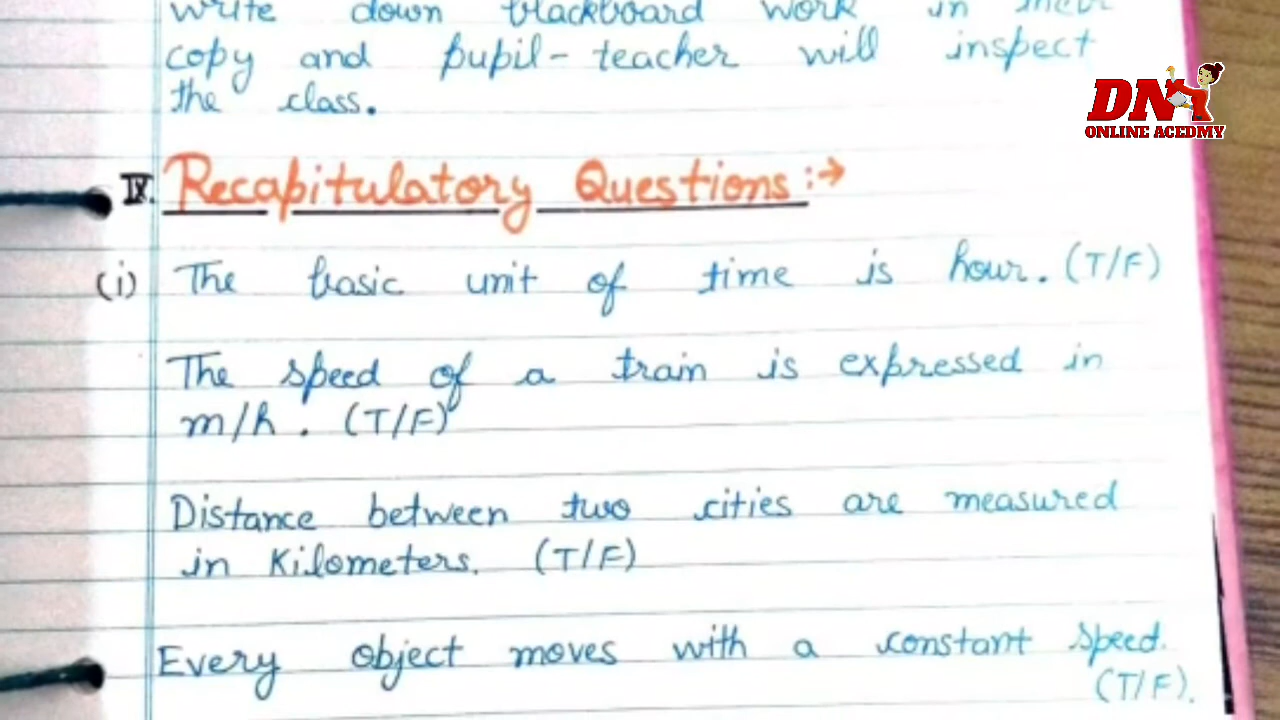 write down blackboard work in their
copy and pupil- teacher will inspect
the class.
DNA
ONLINE ACEDMY
IX. Recapitulatory Questions :→
(i) The basic unit of time is hour. (T/F)
The speed of a train is expressed in
m/h. (T/F)
Distance between two cities are measured
in Kilometers. (T/F)
Every object moves with a constant speed.
(T/F).